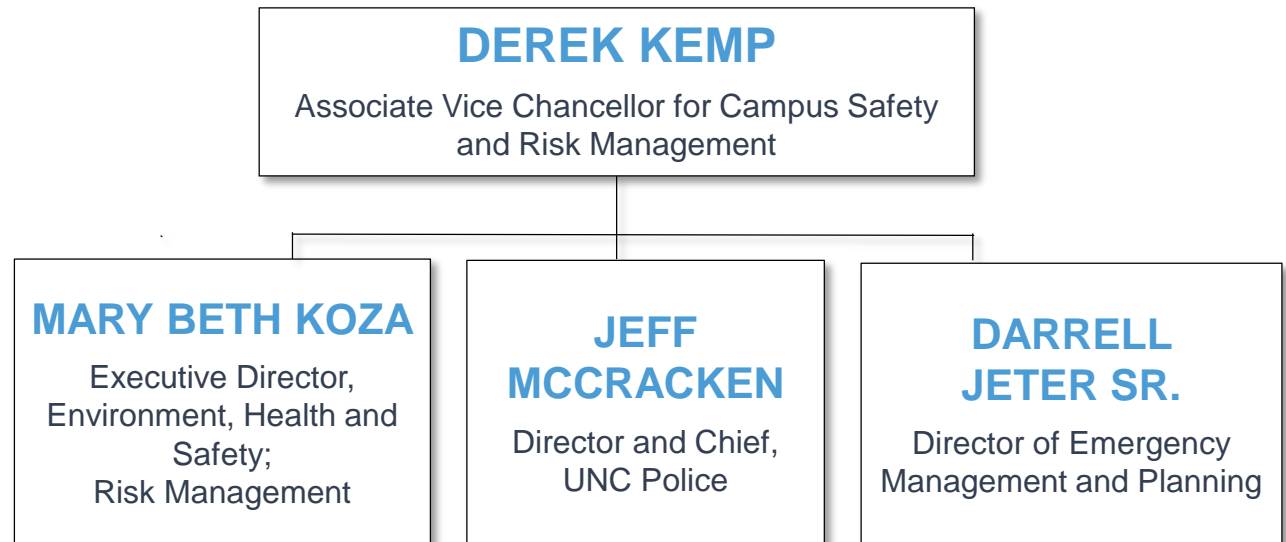 DEREK KEMP
Associate Vice Chancellor for Campus Safety
and Risk Management
MARY BETH KOZA
Executive Director,
Environment, Health and
Safety;
Risk Management
JEFF
MCCRACKEN
Director and Chief,
UNC Police
DARRELL
JETER SR.
Director of Emergency
Management and Planning